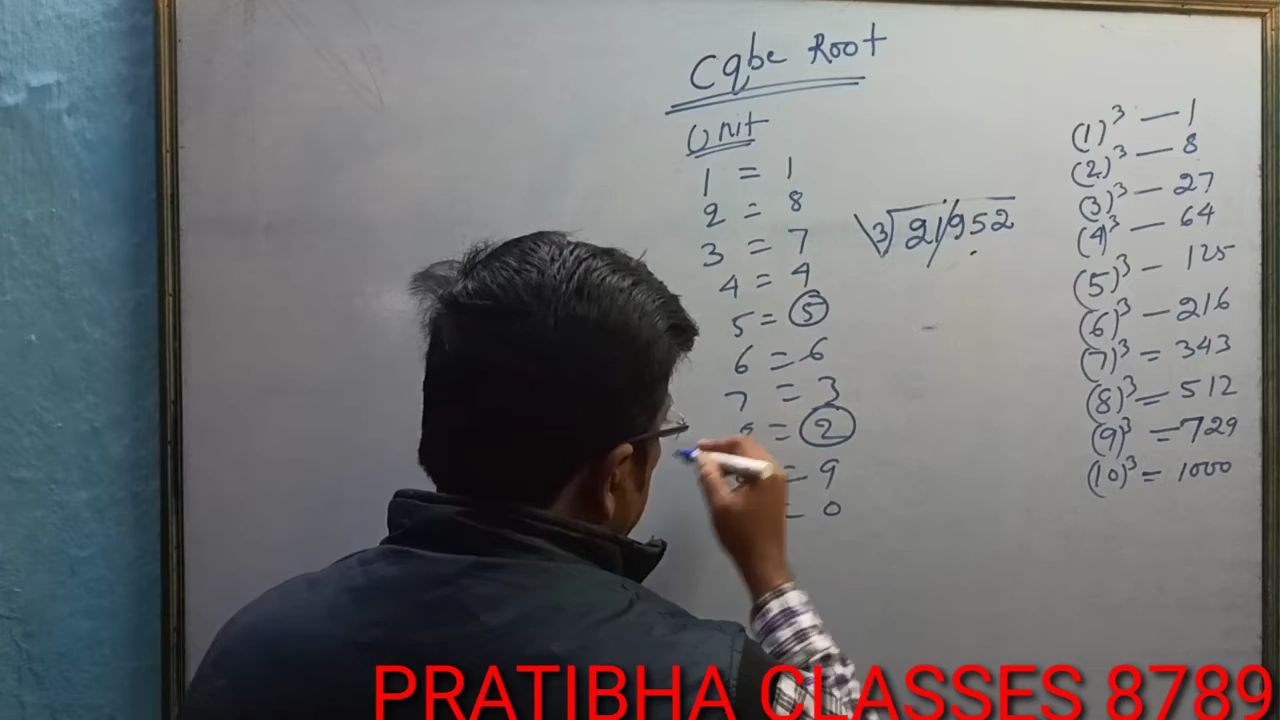 Cqbe Root
Unit
1 = 1
2 = 8
3 = 7
4 = 4
5 = 5
6 = 6
7 = 3
= 2
= 9
= 0
3√21/952
(1)³ — 1
(2)³ — 8
(3)³ — 27
(4)³ — 64
(5)³ — 125
(6)³ — 216
(7)³ = 343
(8)³ = 512
(9)³ = 729
(10)³ = 1000
PRATIBHA CLASSES 8789